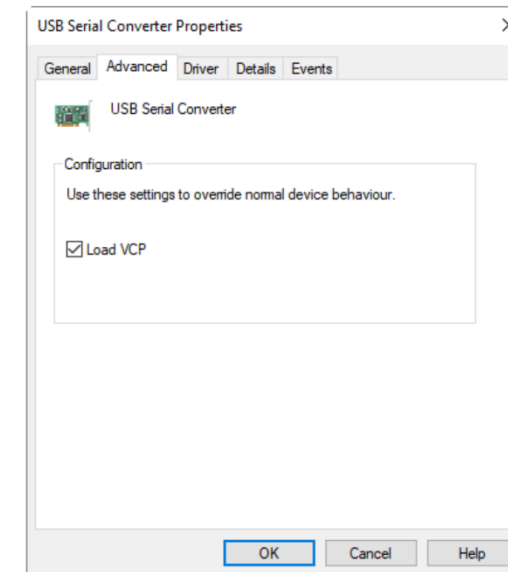 USB Serial Converter Properties
General Advanced Driver Details Events
USB Serial Converter
Configuration
Use these settings to override normal device behaviour.
Load VCP
OK Cancel Help